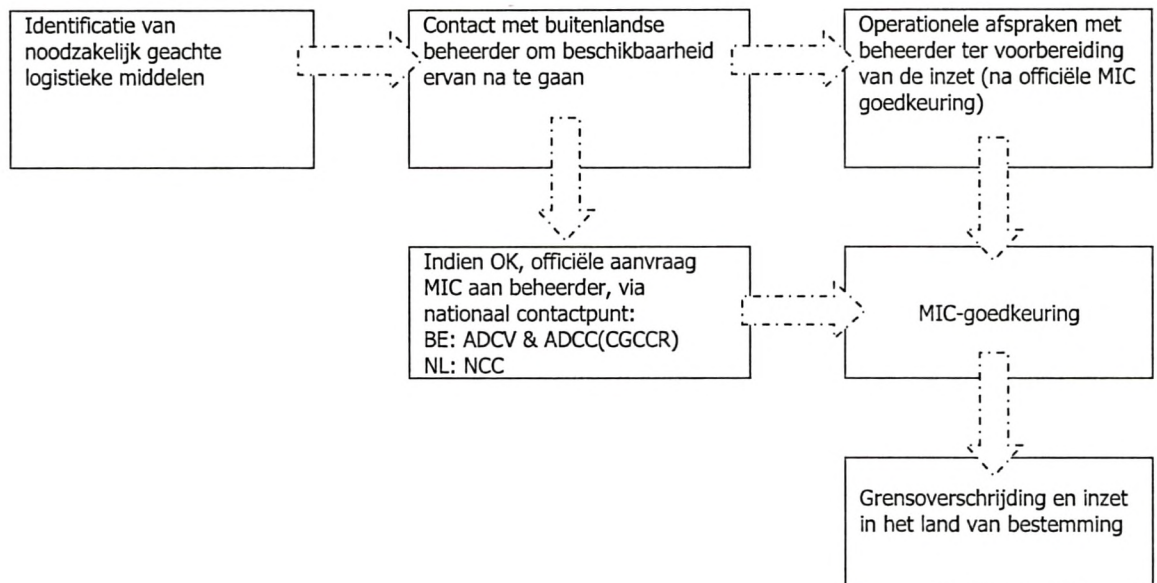 Identificatie van
noodzakelijk geachte
logistieke middelen
Contact met buitenlandse
beheerder om beschikbaarheid
ervan na te gaan
Operationele afspraken met
beheerder ter voorbereiding
van de inzet (na officiële MIC
goedkeuring)
Indien OK, officiële aanvraag
MIC aan beheerder, via
nationaal contactpunt:
BE: ADCV & ADCC(CGCCR)
NL: NCC
MIC-goedkeuring
Grensoverschrijding en inzet
in het land van bestemming